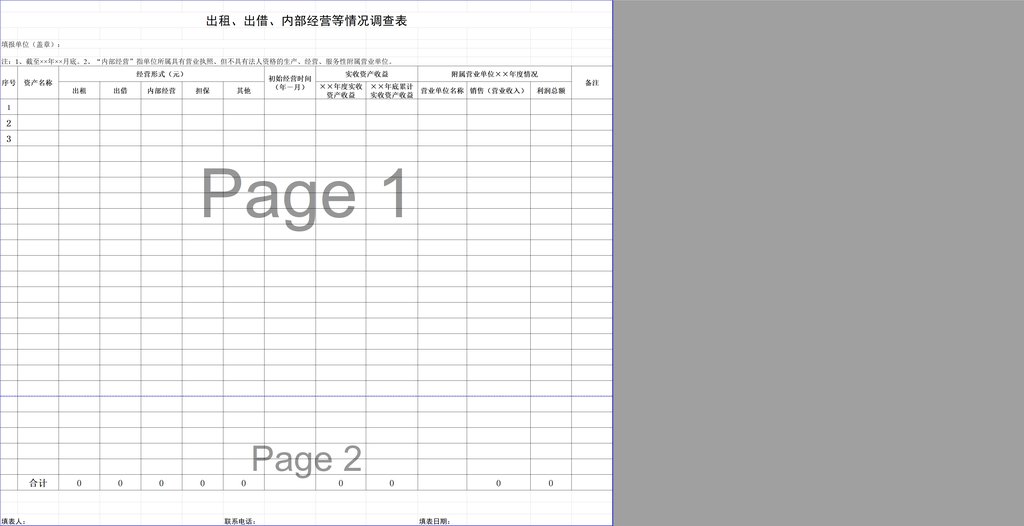 出租、出借、内部经营等情况调查表
填报单位（盖章）：
注：1、截至××年××月底。2、“内部经营”指单位所属具有营业执照、但不具有法人资格的生产、经营、服务性附属营业单位。
序号 资产名称 经营形式（元） 初始经营时间（年－月） 实收资产收益 附属营业单位××年度情况 备注
出租 出借 内部经营 担保 其他 ××年度实收资产收益 ××年底累计实收资产收益 营业单位名称 销售（营业收入） 利润总额
1
2
3
Page 1
Page 2
合计 0 0 0 0 0 0 0 0 0
填表人： 联系电话： 填表日期：